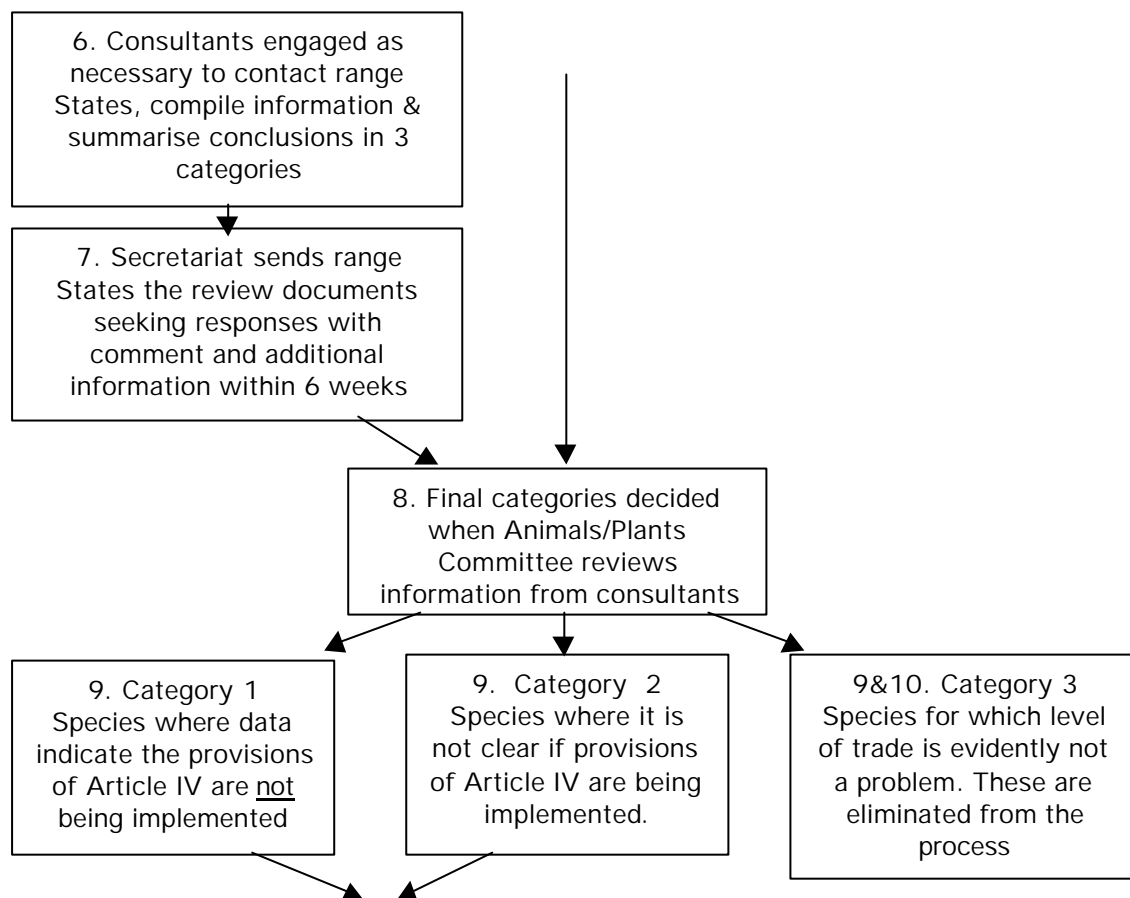 6. Consultants engaged as
necessary to contact range
States, compile information &
summarise conclusions in 3
categories
7. Secretariat sends range
States the review documents
seeking responses with
comment and additional
information within 6 weeks
8. Final categories decided
when Animals/Plants
Committee reviews
information from consultants
9. Category 1
Species where data
indicate the provisions
of Article IV are not
being implemented
9. Category 2
Species where it is
not clear if provisions
of Article IV are being
implemented.
9&10. Category 3
Species for which level
of trade is evidently not
a problem. These are
eliminated from the
process